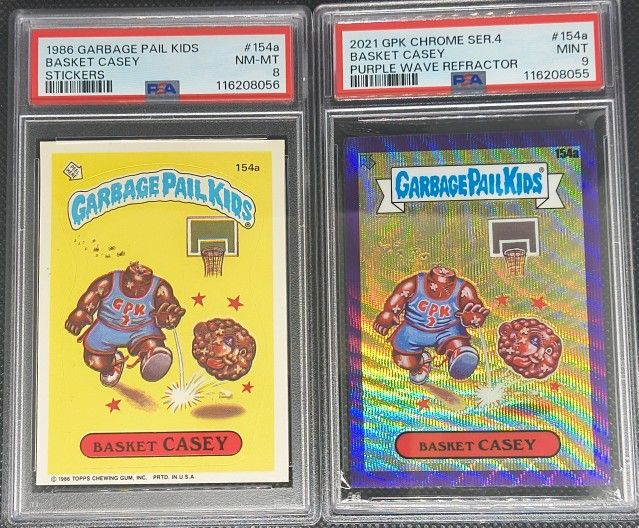 1986 GARBAGE PAIL KIDS #154a
BASKET CASEY NM-MT
STICKERS 8
PSA 116208056
154a
GARBAGE PAIL KIDS®
GPK
BASKET CASEY
© 1986 TOPPS CHEWING GUM, INC. PRTD. IN U.S.A.
2021 GPK CHROME SER.4 #154a
BASKET CASEY MINT
PURPLE WAVE REFRACTOR 9
PSA 116208055
154a
GARBAGE PAIL KIDS®
GPK
BASKET CASEY